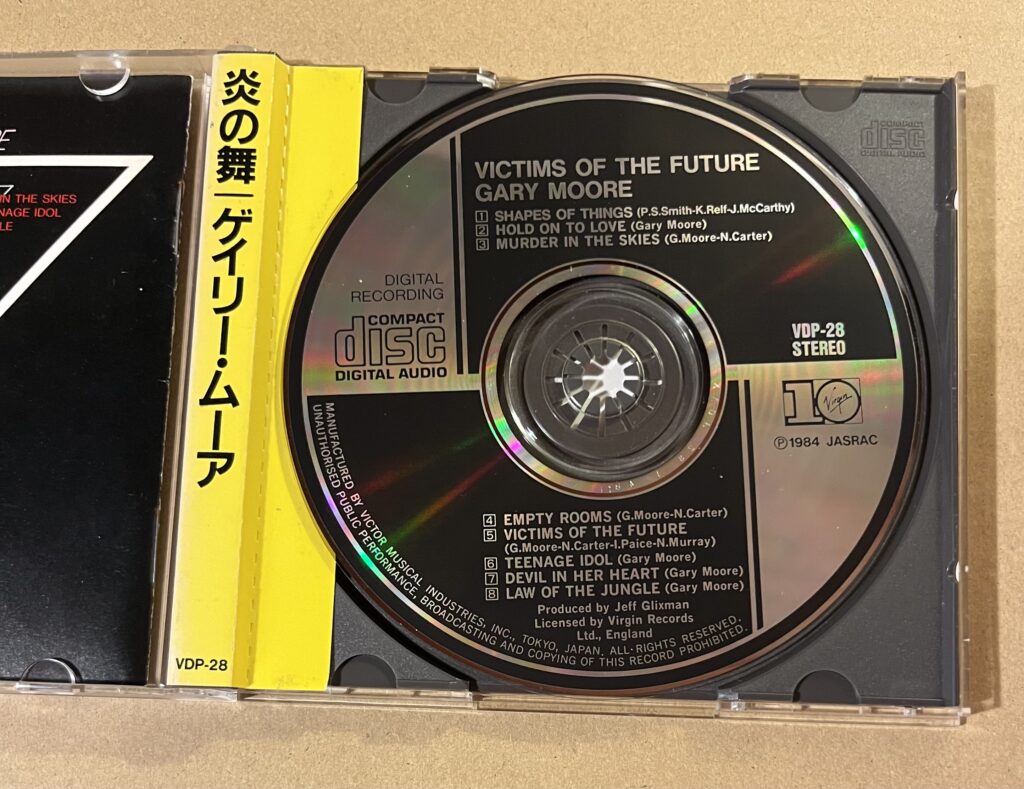 IN THE SKIES
炎の舞|ゲイリー・ムーア
VDP-28
COMPACT
disc
DIGITAL AUDIO
VICTIMS OF THE FUTURE
GARY MOORE
1 SHAPES OF THINGS (P.S.Smith-K.Relf-J.McCarthy)
2 HOLD ON TO LOVE (Gary Moore)
3 MURDER IN THE SKIES (G.Moore-N.Carter)
DIGITAL
RECORDING
COMPACT
disc
DIGITAL AUDIO
VDP-28
STEREO
10
Virgin
Ⓟ1984 JASRAC
4 EMPTY ROOMS (G.Moore-N.Carter)
5 VICTIMS OF THE FUTURE
(G.Moore-N.Carter-I.Paice-N.Murray)
6 TEENAGE IDOL (Gary Moore)
7 DEVIL IN HER HEART (Gary Moore)
8 LAW OF THE JUNGLE (Gary Moore)
Produced by Jeff Glixman
Licensed by Virgin Records
Ltd., England
MANUFACTURED BY VICTOR MUSICAL INDUSTRIES, INC., TOKYO, JAPAN. ALL·RIGHTS RESERVED.
UNAUTHORISED PUBLIC PERFORMANCE, BROADCASTING AND COPYING OF THIS RECORD PROHIBITED.